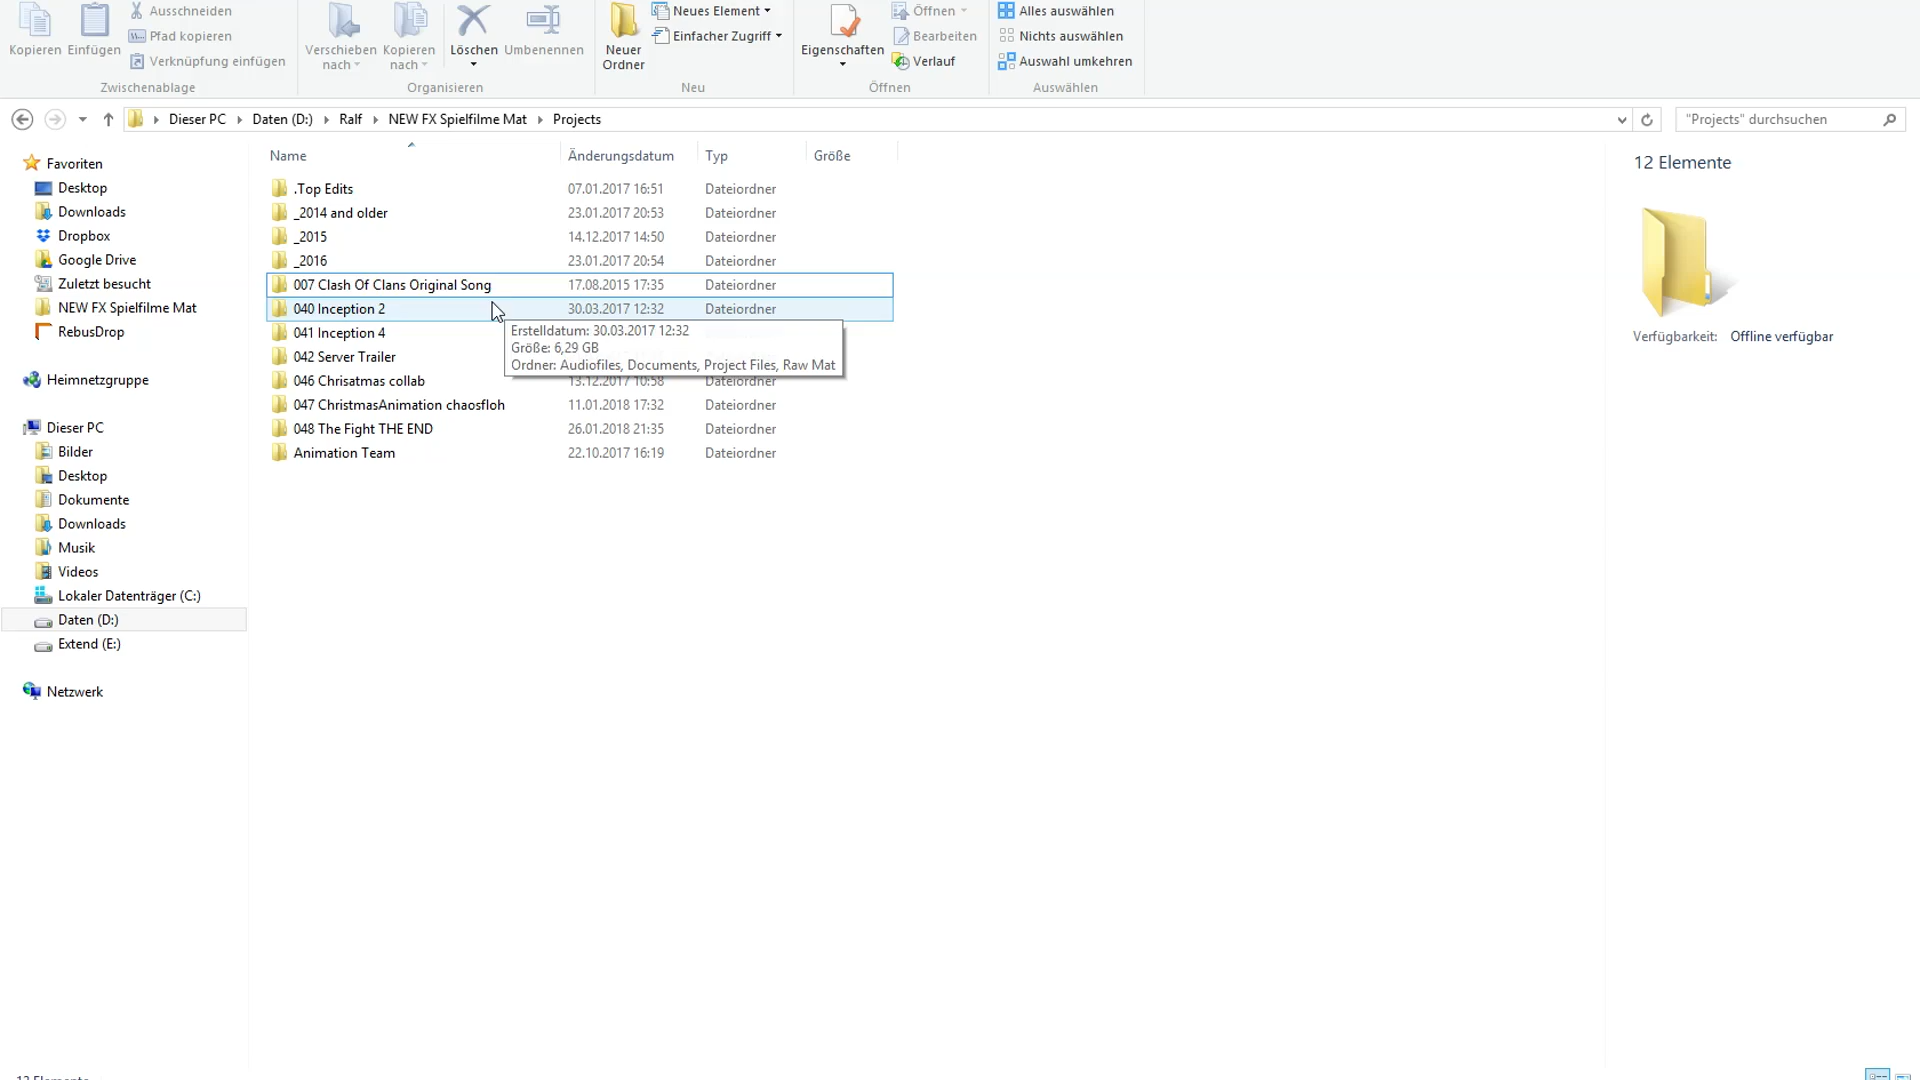 Kopieren
Einfügen
Ausschneiden
Pfad kopieren
Verknüpfung einfügen
Zwischenablage
Verschieben nach
Kopieren nach
Löschen
Umbenennen
Organisieren
Neuer Ordner
Neues Element
Einfacher Zugriff
Neu
Eigenschaften
Öffnen
Bearbeiten
Verlauf
Öffnen
Alles auswählen
Nichts auswählen
Auswahl umkehren
Auswählen
Dieser PC Daten (D:) Ralf NEW FX Spielfilme Mat Projects
"Projects" durchsuchen
Favoriten
Desktop
Downloads
Dropbox
Google Drive
Zuletzt besucht
NEW FX Spielfilme Mat
RebusDrop
Heimnetzgruppe
Dieser PC
Bilder
Desktop
Dokumente
Downloads
Musik
Videos
Lokaler Datenträger (C:)
Daten (D:)
Extend (E:)
Netzwerk
Name Änderungsdatum Typ Größe
.Top Edits 07.01.2017 16:51 Dateiordner
_2014 and older 23.01.2017 20:53 Dateiordner
_2015 14.12.2017 14:50 Dateiordner
_2016 23.01.2017 20:54 Dateiordner
007 Clash Of Clans Original Song 17.08.2015 17:35 Dateiordner
040 Inception 2 30.03.2017 12:32 Dateiordner
041 Inception 4
042 Server Trailer
046 Chrisatmas collab 13.12.2017 10:58 Dateiordner
047 ChristmasAnimation chaosfloh 11.01.2018 17:32 Dateiordner
048 The Fight THE END 26.01.2018 21:35 Dateiordner
Animation Team 22.10.2017 16:19 Dateiordner
Erstelldatum: 30.03.2017 12:32
Größe: 6,29 GB
Ordner: Audiofiles, Documents, Project Files, Raw Mat
12 Elemente
Verfügbarkeit: Offline verfügbar
12 Elemente